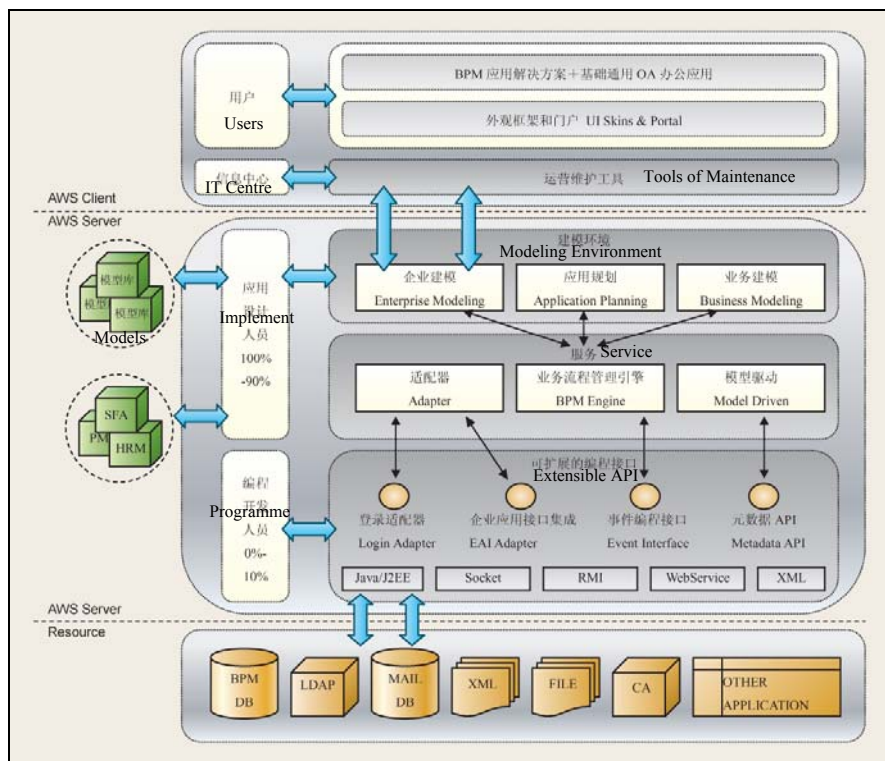 BPM 应用解决方案＋基础通用 OA 办公应用
用户
Users
外观框架和门户 UI Skins & Portal
信息中心
IT Centre
运营维护工具 Tools of Maintenance
AWS Client
AWS Server
建模环境
Modeling Environment
企业建模
Enterprise Modeling
应用规划
Application Planning
业务建模
Business Modeling
模型库
模型库
模型库
Models
应用
设计
Implement
人员
100%
-90%
服务 Service
适配器
Adapter
业务流程管理引擎
BPM Engine
模型驱动
Model Driven
SFA
PM
HRM
可扩展的编程接口
Extensible API
编程
Programme
开发
人员
0%-
10%
登录适配器
Login Adapter
企业应用接口集成
EAI Adapter
事件编程接口
Event Interface
元数据 API
Metadata API
Java/J2EE
Socket
RMI
WebService
XML
AWS Server
Resource
BPM
DB
LDAP
MAIL
DB
XML
FILE
CA
OTHER
APPLICATION